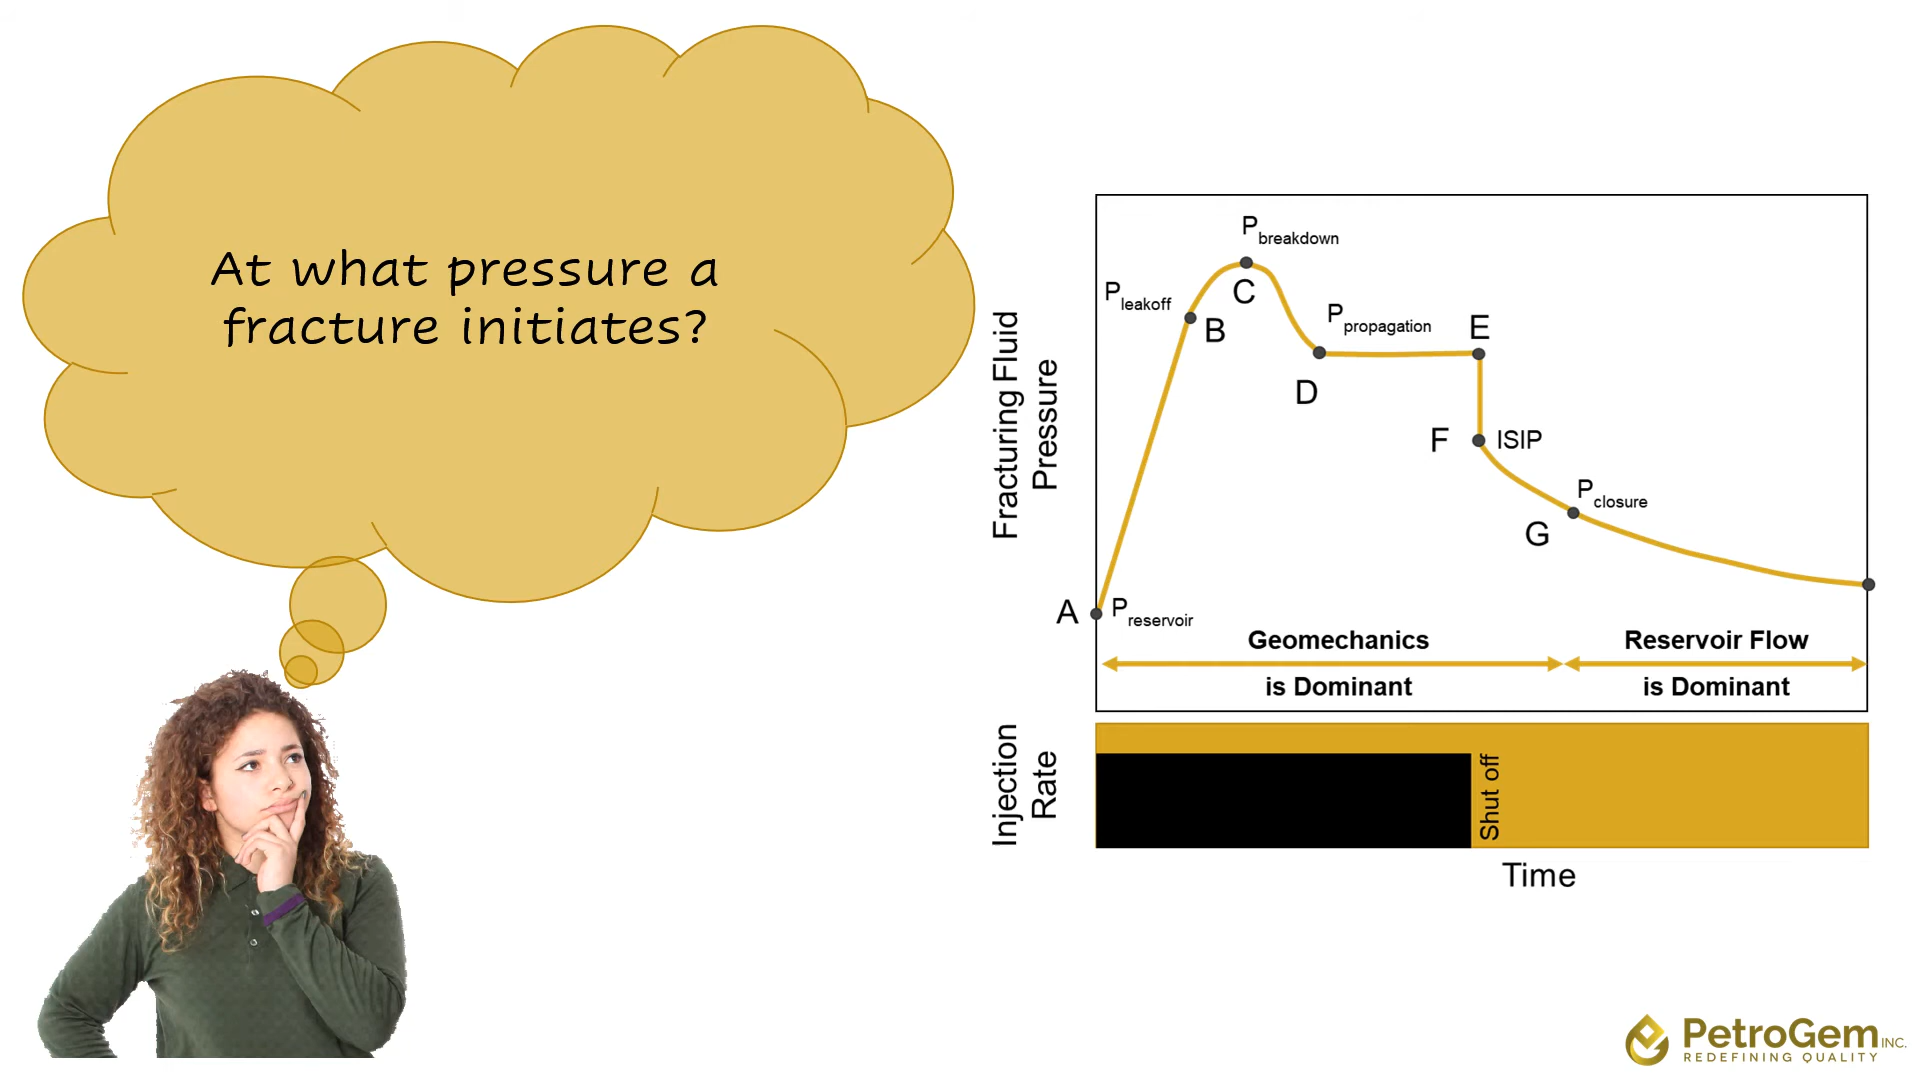 At what pressure a
fracture initiates?
Fracturing Fluid
Pressure
P breakdown
C
P leakoff
B
P propagation
D
E
F
ISIP
P closure
G
A
P reservoir
Geomechanics
is Dominant
Reservoir Flow
is Dominant
Injection
Rate
Shut off
Time
PetroGem INC.
REDEFINING QUALITY